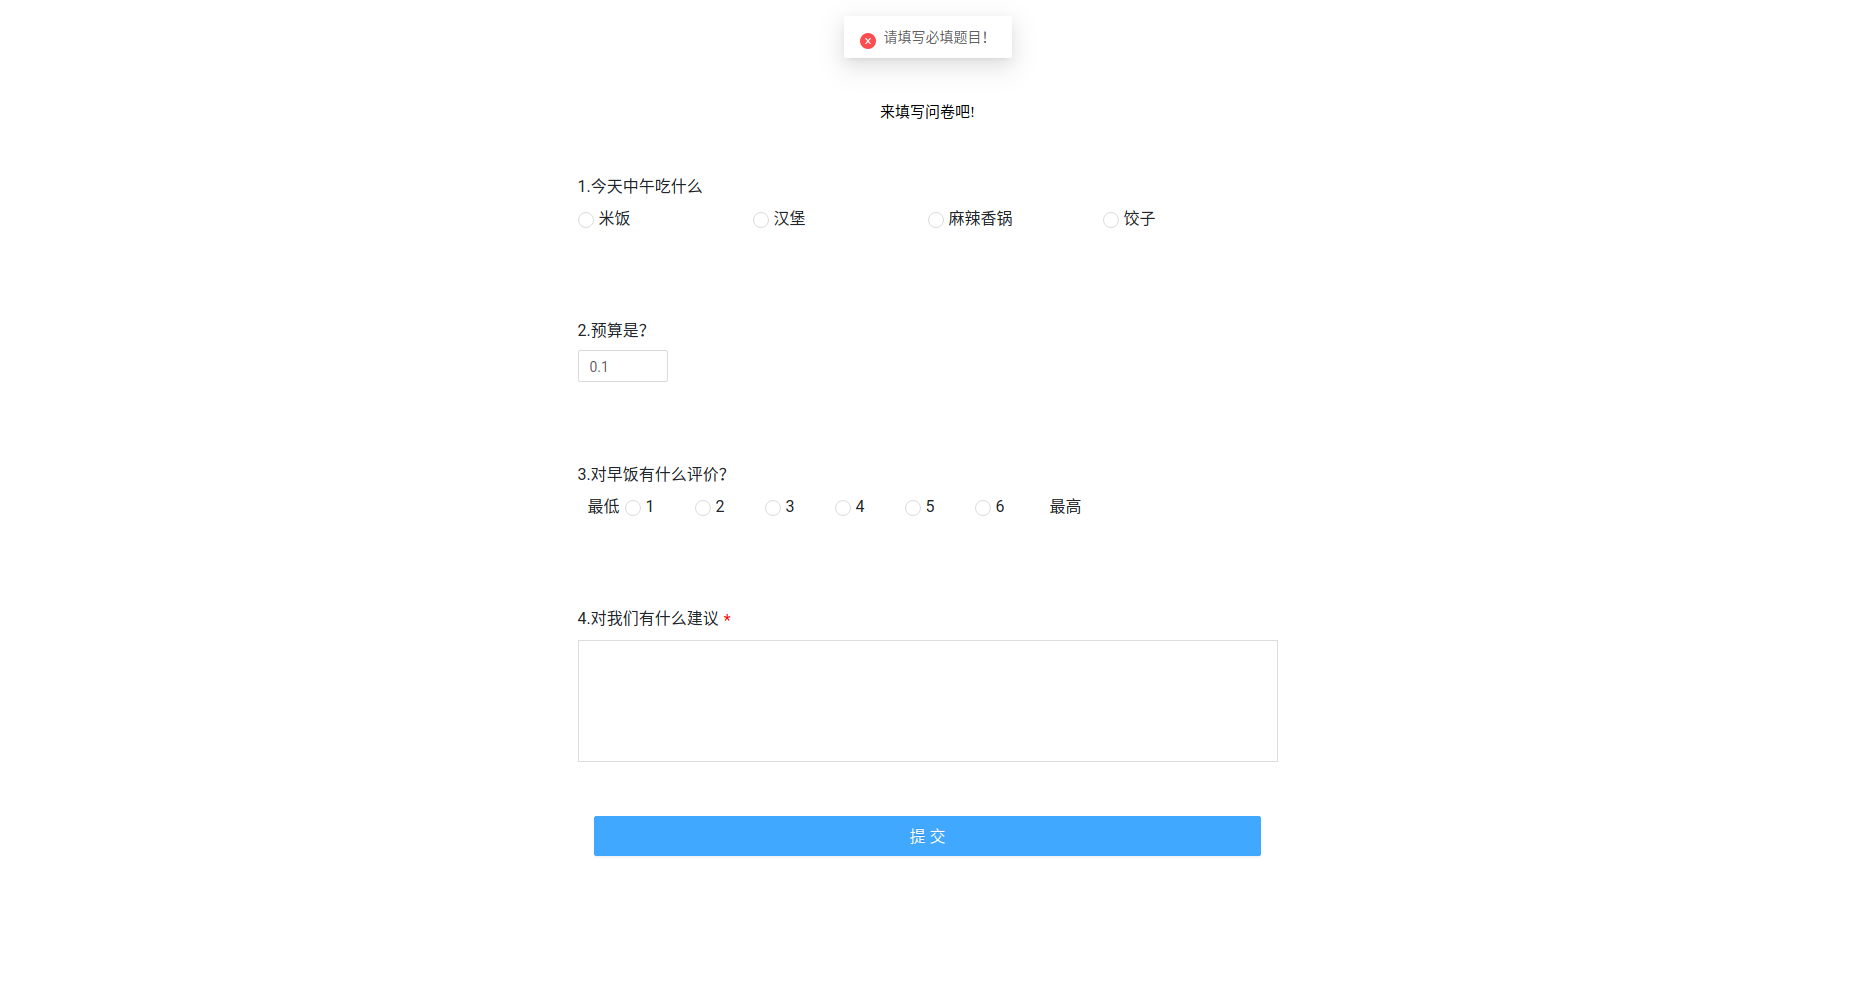 请填写必填题目！
来填写问卷吧!
1.今天中午吃什么
米饭 汉堡 麻辣香锅 饺子
2.预算是？
0.1
3.对早饭有什么评价？
最低 1 2 3 4 5 6 最高
4.对我们有什么建议 *
提 交